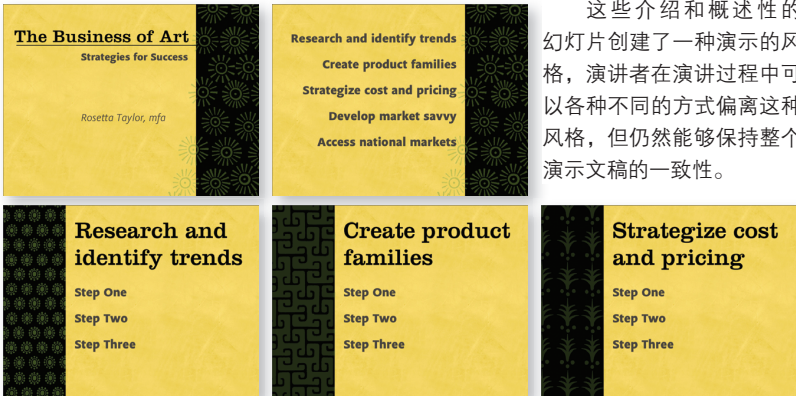 The Business of Art
Strategies for Success
Rosetta Taylor, mfa
Research and identify trends
Create product families
Strategize cost and pricing
Develop market savvy
Access national markets
这些介绍和概述性的
幻灯片创建了一种演示的风
格，演讲者在演讲过程中可
以各种不同的方式偏离这种
风格，但仍然能够保持整个
演示文稿的一致性。
Research and
identify trends
Step One
Step Two
Step Three
Create product
families
Step One
Step Two
Step Three
Strategize cost
and pricing
Step One
Step Two
Step Three